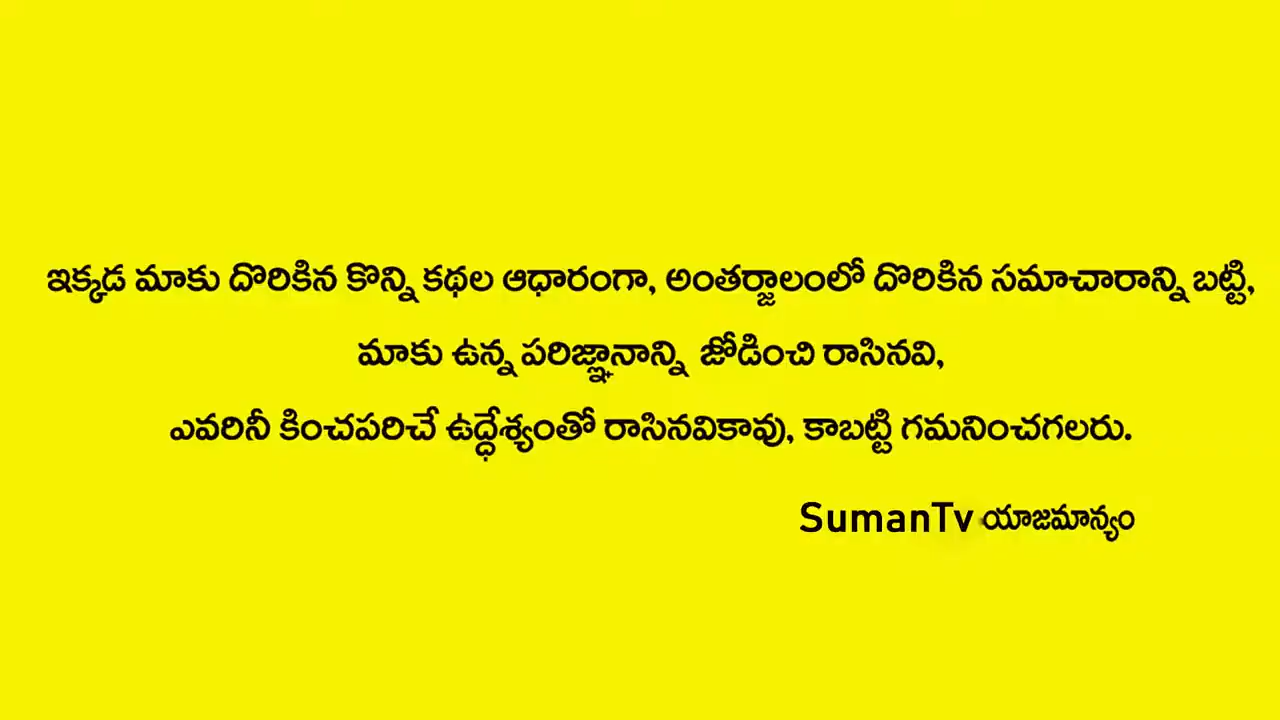 ఇక్కడ మాకు దొరికిన కొన్ని కథల ఆధారంగా, అంతర్జాలంలో దొరికిన సమాచారాన్ని బట్టి,
మాకు ఉన్న పరిజ్ఞానాన్ని జోడించి రాసినవి,
ఎవరినీ కించపరిచే ఉద్ధేశ్యంతో రాసినవికావు, కాబట్టి గమనించగలరు.
SumanTv యాజమాన్యం